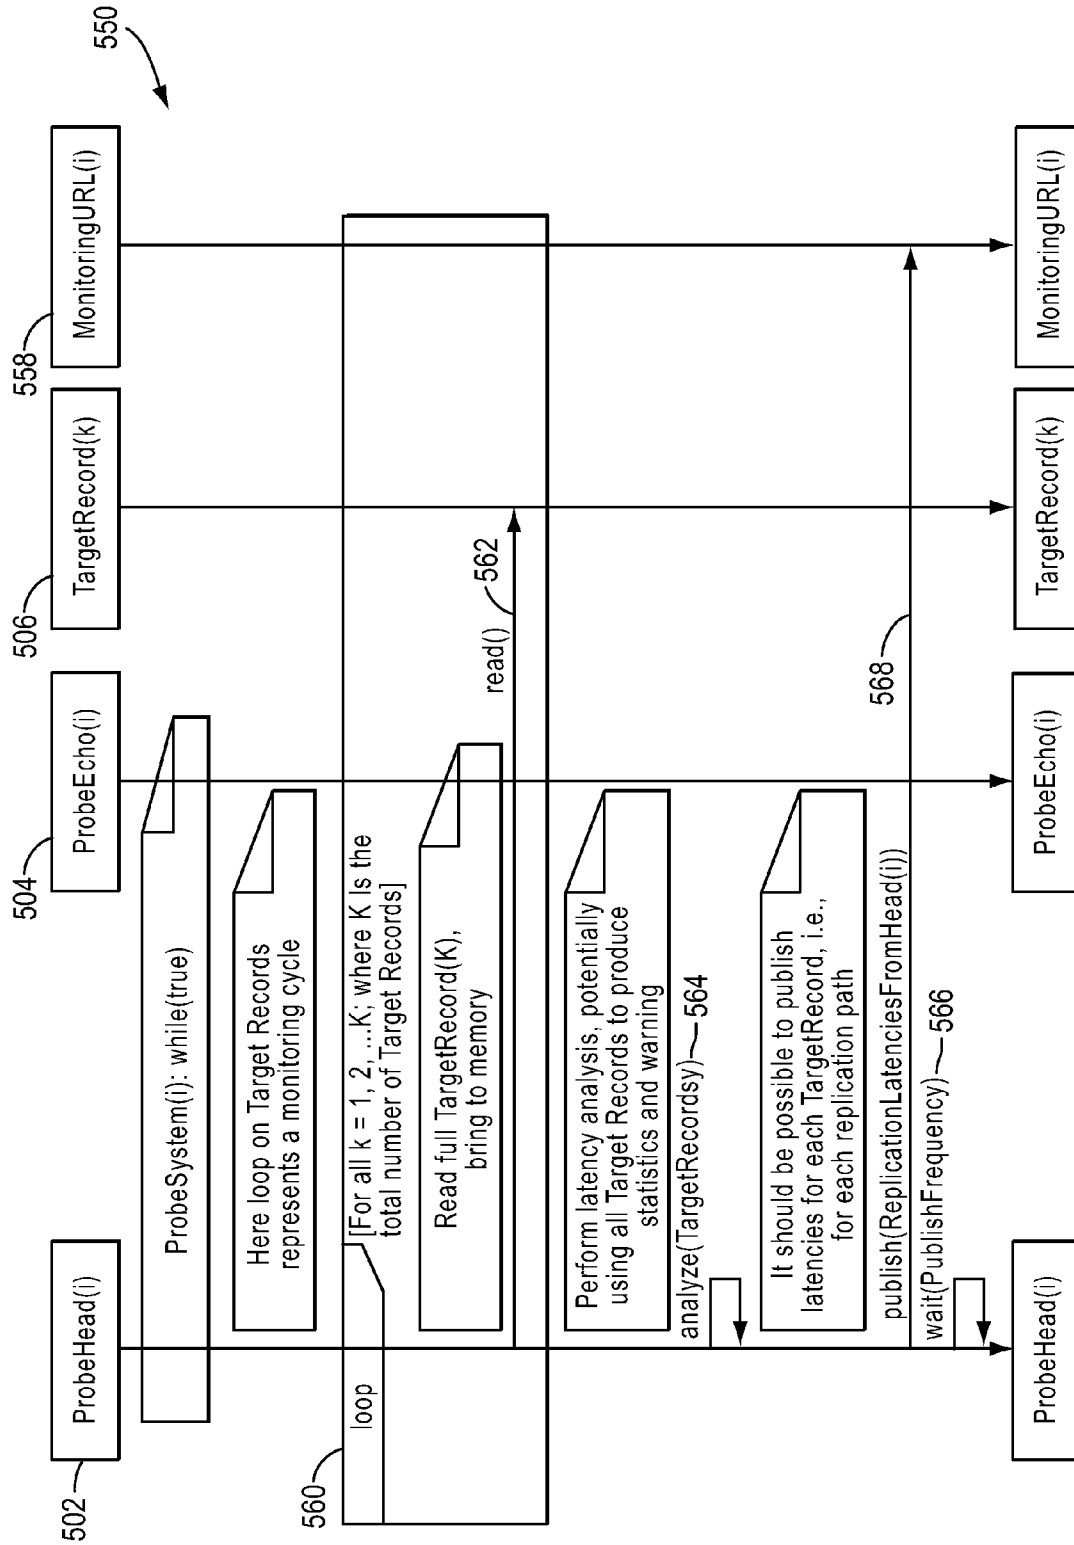 550
502
ProbeHead(i)
504
ProbeEcho(i)
506
TargetRecord(k)
558
MonitoringURL(i)
ProbeSystem(i): while(true)
Here loop on Target Records
represents a monitoring cycle
560
loop
[For all k = 1, 2, ...K; where K Is the
total number of Target Records]
Read full TargetRecord(K),
bring to memory
read()
562
Perform latency analysis, potentially
using all Target Records to produce
statistics and warning
analyze(TargetRecordsy)
564
It should be possible to publish
latencies for each TargetRecord, i.e.,
for each replication path
publish(ReplicationLatenciesFromHead(i))
568
wait(PublishFrequency)
566
ProbeHead(i)
ProbeEcho(i)
TargetRecord(k)
MonitoringURL(i)